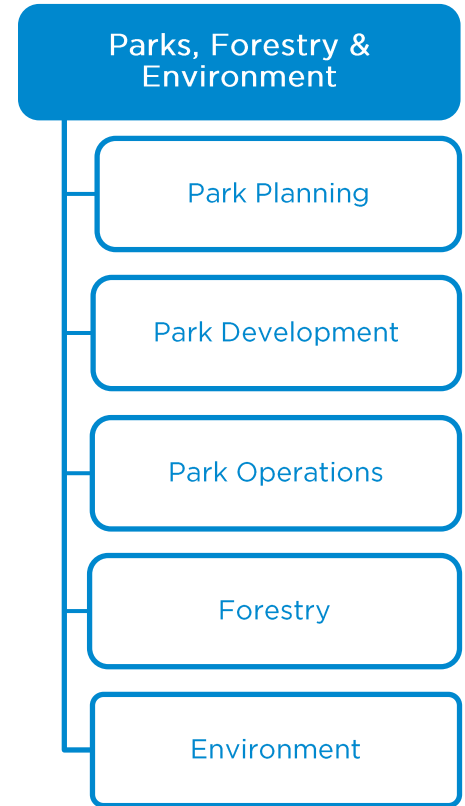 Parks, Forestry &
Environment
Park Planning
Park Development
Park Operations
Forestry
Environment